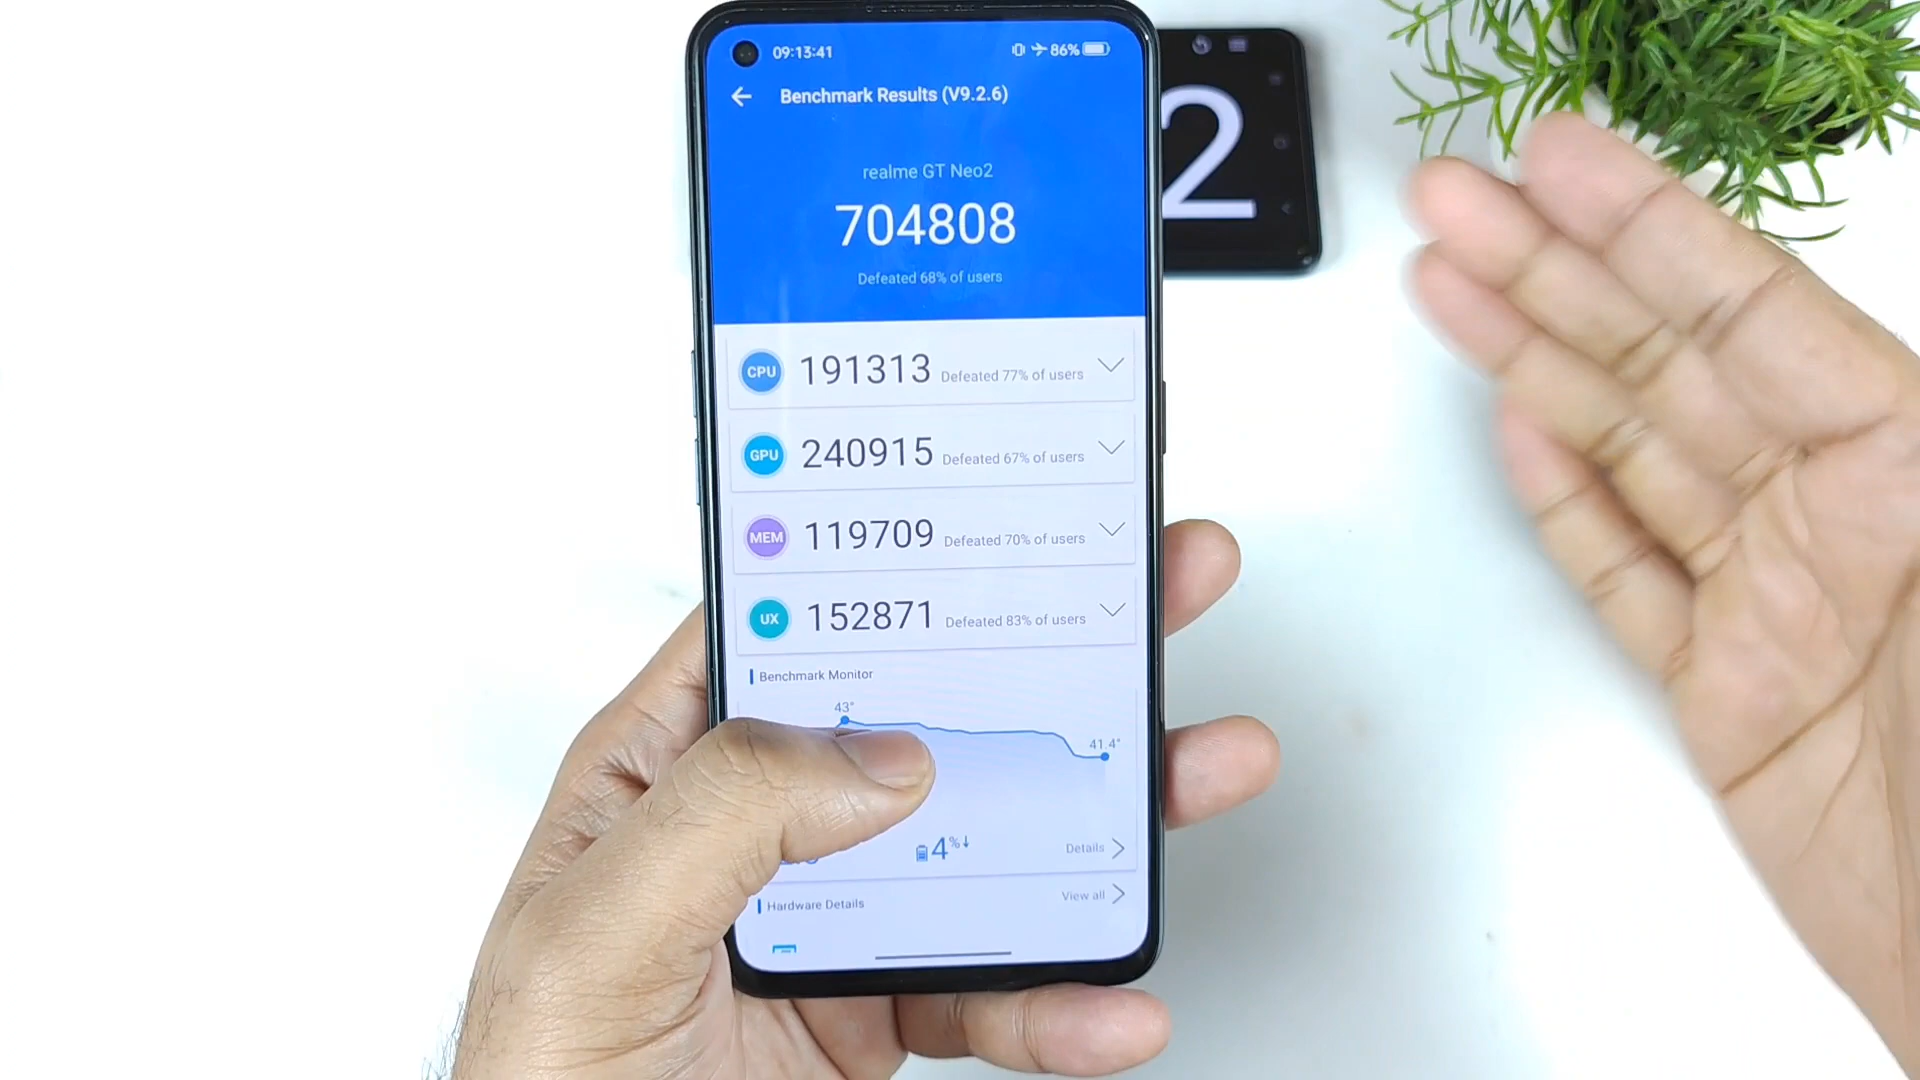 09:13:41
86%
Benchmark Results (V9.2.6)
realme GT Neo2
704808
Defeated 68% of users
CPU 191313 Defeated 77% of users
GPU 240915 Defeated 67% of users
MEM 119709 Defeated 70% of users
UX 152871 Defeated 83% of users
Benchmark Monitor
43°
41.4°
4%↓
Details
Hardware Details
View all
2